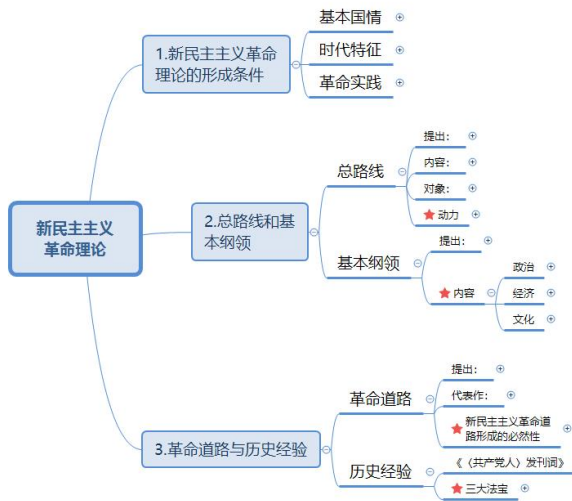 新民主主义
革命理论
1.新民主主义革命
理论的形成条件
基本国情
时代特征
革命实践
2.总路线和基
本纲领
总路线
提出：
内容：
对象：
动力
基本纲领
提出：
内容
政治
经济
文化
3.革命道路与历史经验
革命道路
提出：
代表作：
新民主主义革命道
路形成的必然性
历史经验
《〈共产党人〉发刊词》
三大法宝